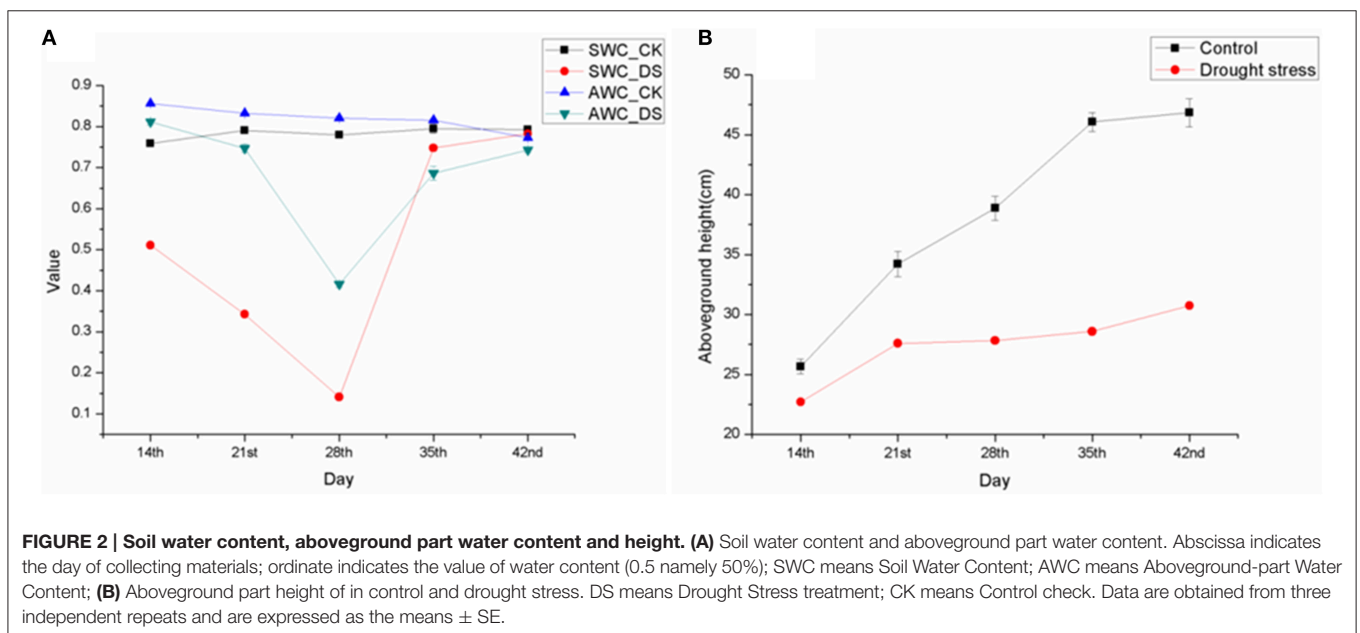 A
SWC_CK
SWC_DS
AWC_CK
AWC_DS
0.9
0.8
0.7
0.6
0.5
0.4
0.3
0.2
0.1
Value
14th 21st 28th 35th 42nd
Day
B
Control
Drought stress
50
45
40
35
30
25
20
Aboveground height(cm)
14th 21st 28th 35th 42nd
Day
FIGURE 2 | Soil water content, aboveground part water content and height. (A) Soil water content and aboveground part water content. Abscissa indicates
the day of collecting materials; ordinate indicates the value of water content (0.5 namely 50%); SWC means Soil Water Content; AWC means Aboveground-part Water
Content; (B) Aboveground part height of in control and drought stress. DS means Drought Stress treatment; CK means Control check. Data are obtained from three
independent repeats and are expressed as the means ± SE.